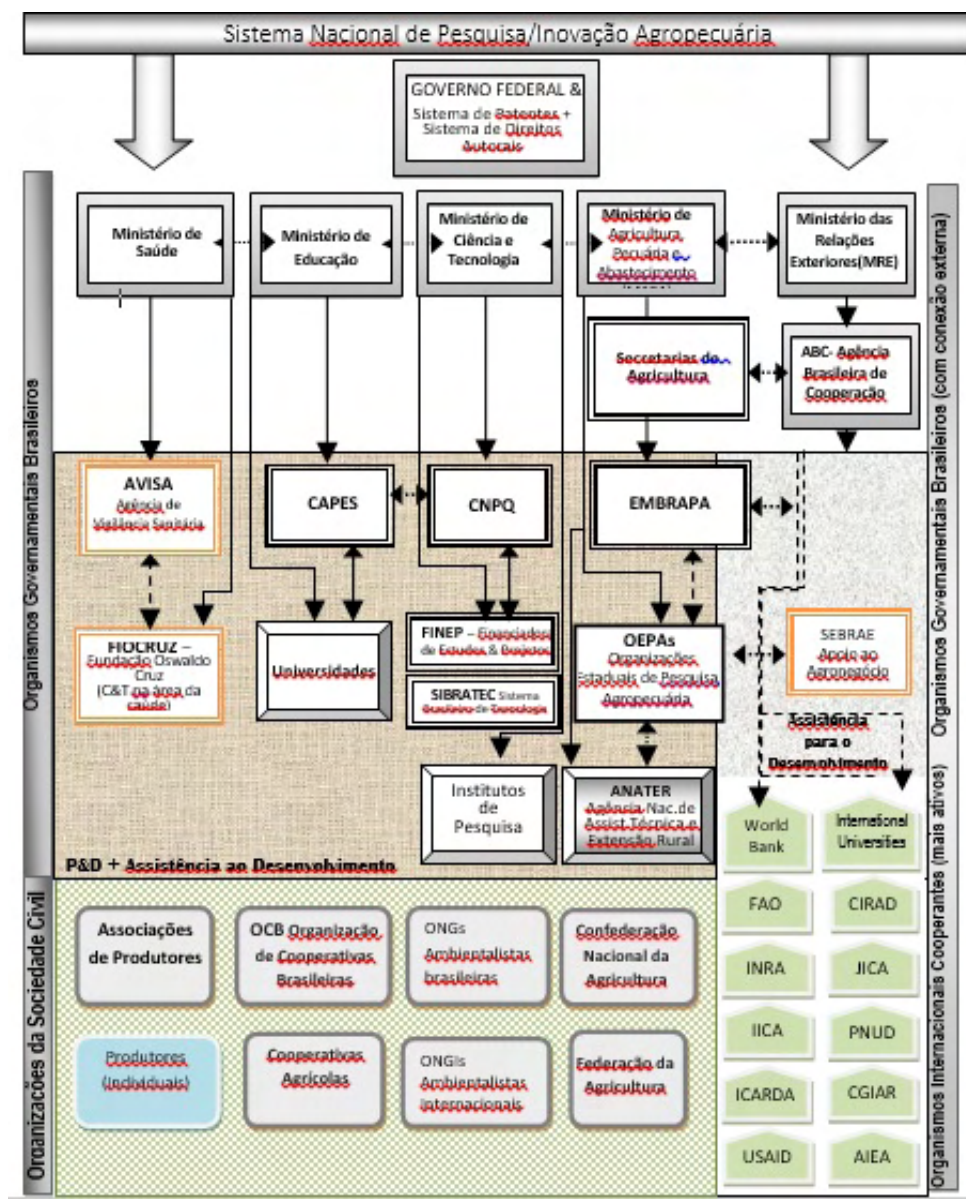 Sistema Nacional de Pesquisa/Inovação Agropecuária
GOVERNO FEDERAL &
Sistema de Patentes +
Sistema de Direitos
Autorais
Organismos Governamentais Brasileiros
Ministério de
Saúde
Ministério de
Educação
Ministério de
Ciência e
Tecnologia
Ministério de
Agricultura
Pecuária e
Abastecimento
Ministério das
Relações
Exteriores(MRE)
Organismos Governamentais Brasileiros (com conexão externa)
Secretarias de
Agricultura
ABC- Agência
Brasileira de
Cooperação
AVISA
Agência de
Vigilância Sanitária
CAPES
CNPQ
EMBRAPA
FIOCRUZ –
Fundação Oswaldo
Cruz
(C&T na área da
saúde)
Universidades
FINEP – Financiados
de Estudos & Projetos
SIBRATEC Sistema
Brasileiro de Tecnologia
OEPAs
Organizações
Estaduais de Pesquisa
Agropecuária
SEBRAE
Apoio ao
Agronegócio
Assistência
para o
Desenvolvimento
Institutos
de
Pesquisa
ANATER
Agência Nac.de
Assist.Técnica e
Extensão Rural
P&D + Assistência ao Desenvolvimento
Organizações da Sociedade Civil
Associações
de Produtores
OCB Organização
de Cooperativas
Brasileiras
ONGs
Ambientalistas
brasileiras
Confederação
Nacional da
Agricultura
Produtores
(Individuais)
Cooperativas
Agrícolas
ONGIs
Ambientalistas
Internacionais
Federação da
Agricultura
Organismos Internacionais Cooperantes (mais ativos)
World
Bank
International
Universities
FAO
CIRAD
INRA
JICA
IICA
PNUD
ICARDA
CGIAR
USAID
AIEA